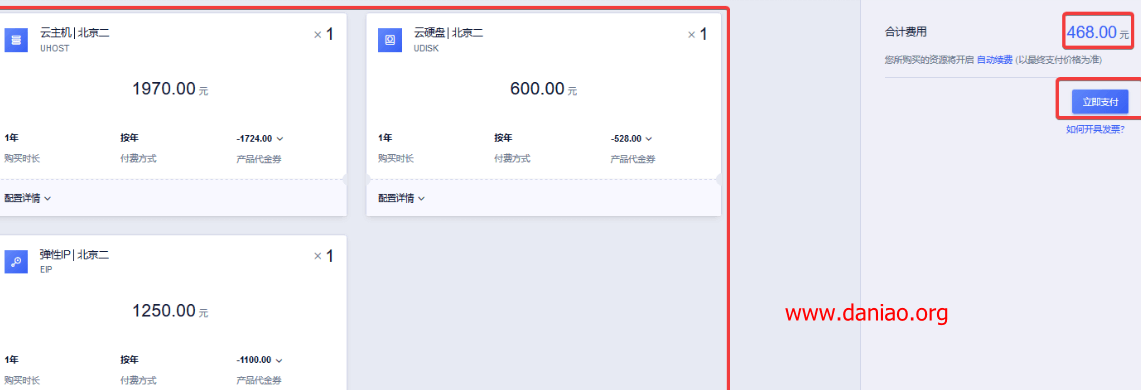 云主机 | 北京二
UHOST
× 1
1970.00 元
1年
按年
-1724.00
购买时长
付费方式
产品代金券
配置详情
云硬盘 | 北京二
UDISK
× 1
600.00 元
1年
按年
-528.00
购买时长
付费方式
产品代金券
配置详情
弹性IP | 北京二
EIP
× 1
1250.00 元
1年
按年
-1100.00
购买时长
付费方式
产品代金券
合计费用
468.00 元
您所购买的资源将开启 自动续费 (以最终支付价格为准)
立即支付
如何开具发票?
www.daniao.org